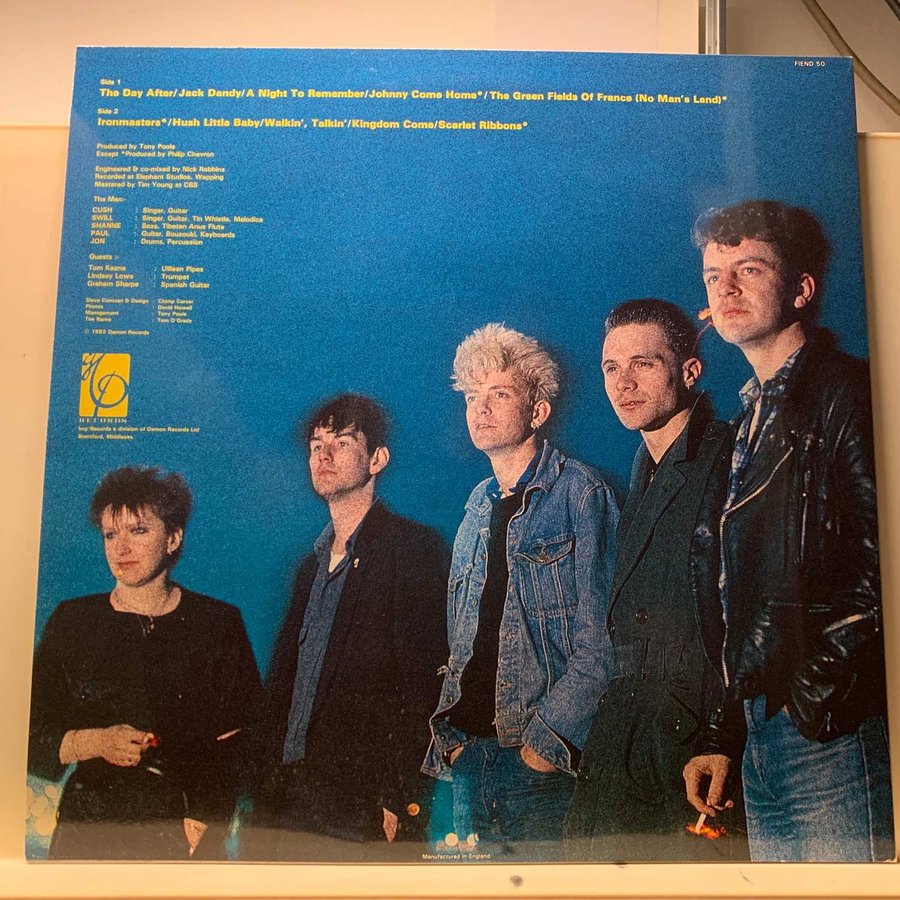 FIEND 50
Side 1
The Day After/Jack Dandy/A Night To Remember/Johnny Come Home*/The Green Fields Of France (No Man's Land)*
Side 2
Ironmasters*/Hush Little Baby/Walkin', Talkin'/Kingdom Come/Scarlet Ribbons*
Produced by Tony Poole
Except *Produced by Philip Chevron
Engineered & co-mixed by Nick Robbins
Recorded at Elephant Studios, Wapping
Mastered by Tim Young at CBS
The Men:-
CUSH : Singer, Guitar
SWILL : Singer, Guitar, Tin Whistle, Melodica
SHANNE : Bass, Tibetan Anus Flute
PAUL : Guitar, Bouzouki, Keyboards
JON : Drums, Percussion
Guests :-
Tom Keane : Uillean Pipes
Lindsey Lowe : Trumpet
Graham Sharpe : Spanish Guitar
Sleve Concept & Design : Chimp Carver
Photos : David Nowell
Management : Tony Poole
The Name : Tom O'Grady
© 1985 Demon Records
RECORDS
Imp Records a division of Demon Records Ltd
Brentford, Middlesex.
Manufactured in England